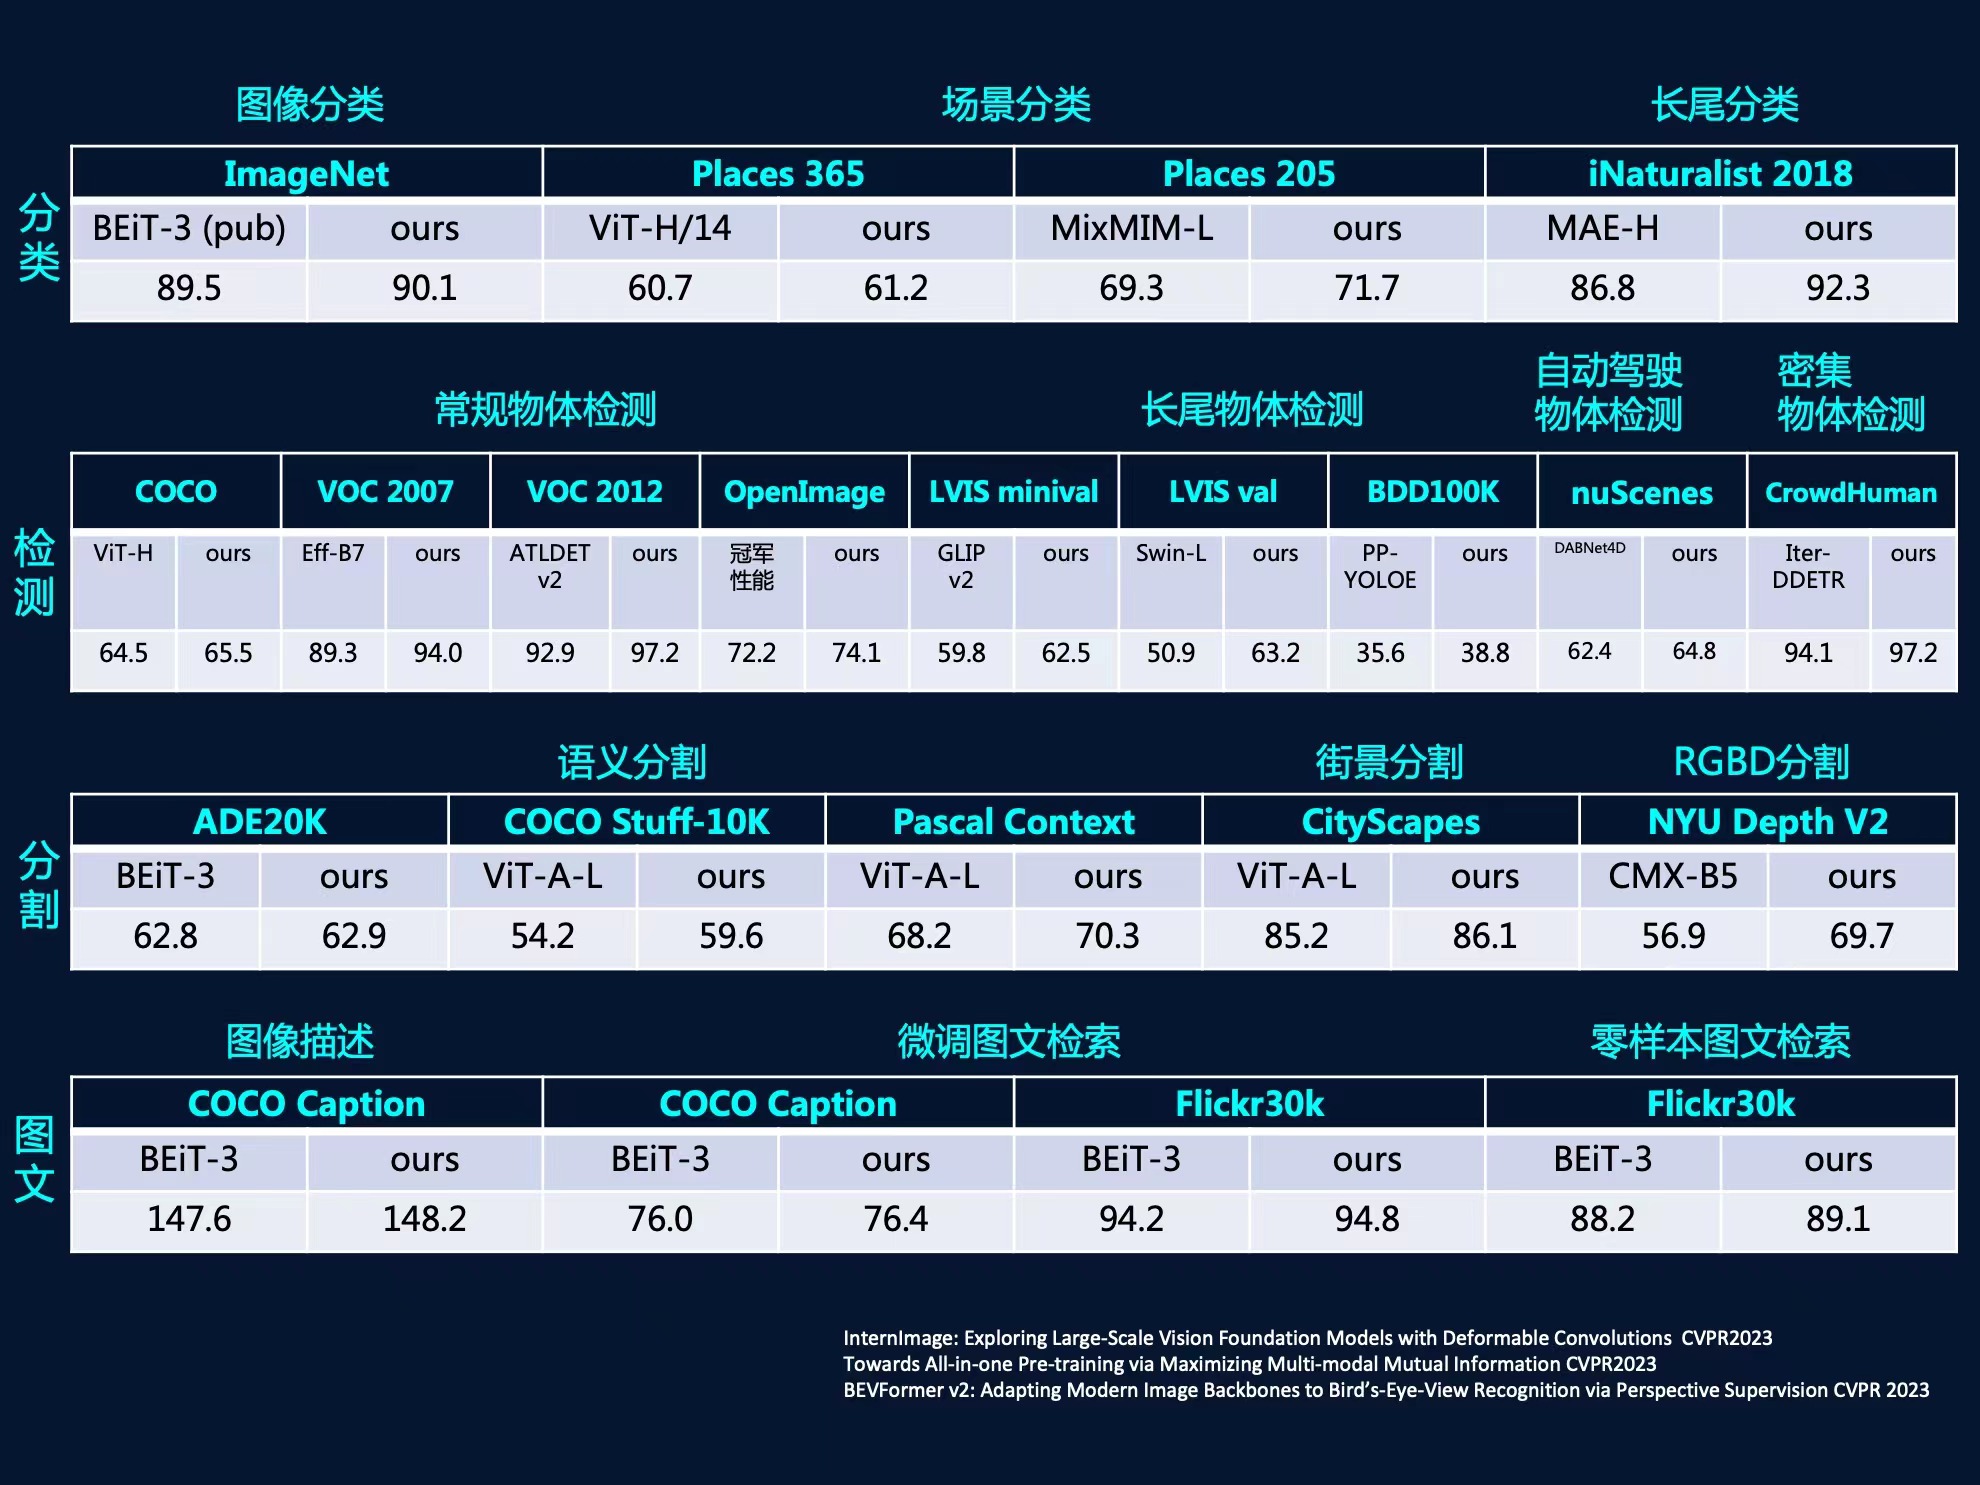 图像分类 场景分类 长尾分类
分类
ImageNet Places 365 Places 205 iNaturalist 2018
BEiT-3 (pub) ours ViT-H/14 ours MixMIM-L ours MAE-H ours
89.5 90.1 60.7 61.2 69.3 71.7 86.8 92.3
常规物体检测 长尾物体检测 自动驾驶 密集
物体检测 物体检测
检测
COCO VOC 2007 VOC 2012 OpenImage LVIS minival LVIS val BDD100K nuScenes CrowdHuman
ViT-H ours Eff-B7 ours ATLDET ours 冠军 ours GLIP ours Swin-L ours PP- ours DABNet4D ours Iter- ours
v2 性能 v2 YOLOE DDETR
64.5 65.5 89.3 94.0 92.9 97.2 72.2 74.1 59.8 62.5 50.9 63.2 35.6 38.8 62.4 64.8 94.1 97.2
语义分割 街景分割 RGBD分割
分割
ADE20K COCO Stuff-10K Pascal Context CityScapes NYU Depth V2
BEiT-3 ours ViT-A-L ours ViT-A-L ours ViT-A-L ours CMX-B5 ours
62.8 62.9 54.2 59.6 68.2 70.3 85.2 86.1 56.9 69.7
图像描述 微调图文检索 零样本图文检索
图文
COCO Caption COCO Caption Flickr30k Flickr30k
BEiT-3 ours BEiT-3 ours BEiT-3 ours BEiT-3 ours
147.6 148.2 76.0 76.4 94.2 94.8 88.2 89.1
InternImage: Exploring Large-Scale Vision Foundation Models with Deformable Convolutions CVPR2023
Towards All-in-one Pre-training via Maximizing Multi-modal Mutual Information CVPR2023
BEVFormer v2: Adapting Modern Image Backbones to Bird’s-Eye-View Recognition via Perspective Supervision CVPR 2023